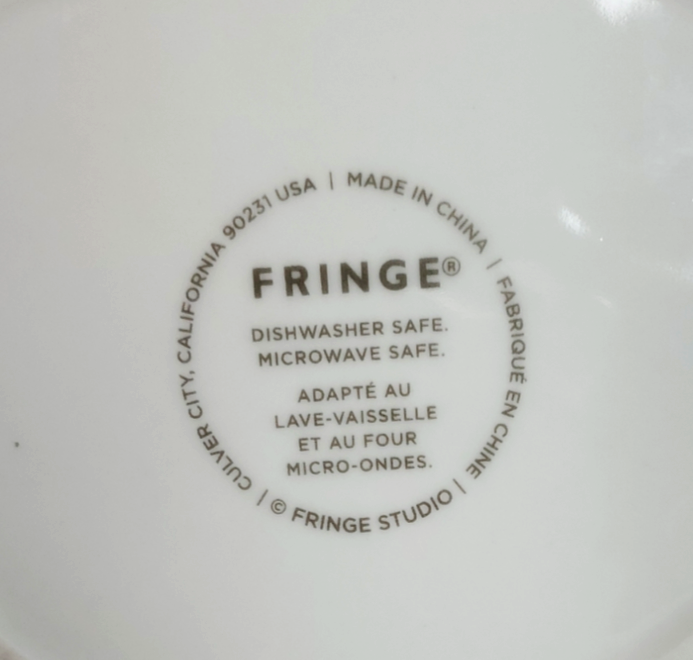 FRINGE®
DISHWASHER SAFE.
MICROWAVE SAFE.
ADAPTÉ AU
LAVE-VAISSELLE
ET AU FOUR
MICRO-ONDES.
© FRINGE STUDIO | CULVER CITY, CALIFORNIA 90231 USA | MADE IN CHINA | FABRIQUÉ EN CHINE |